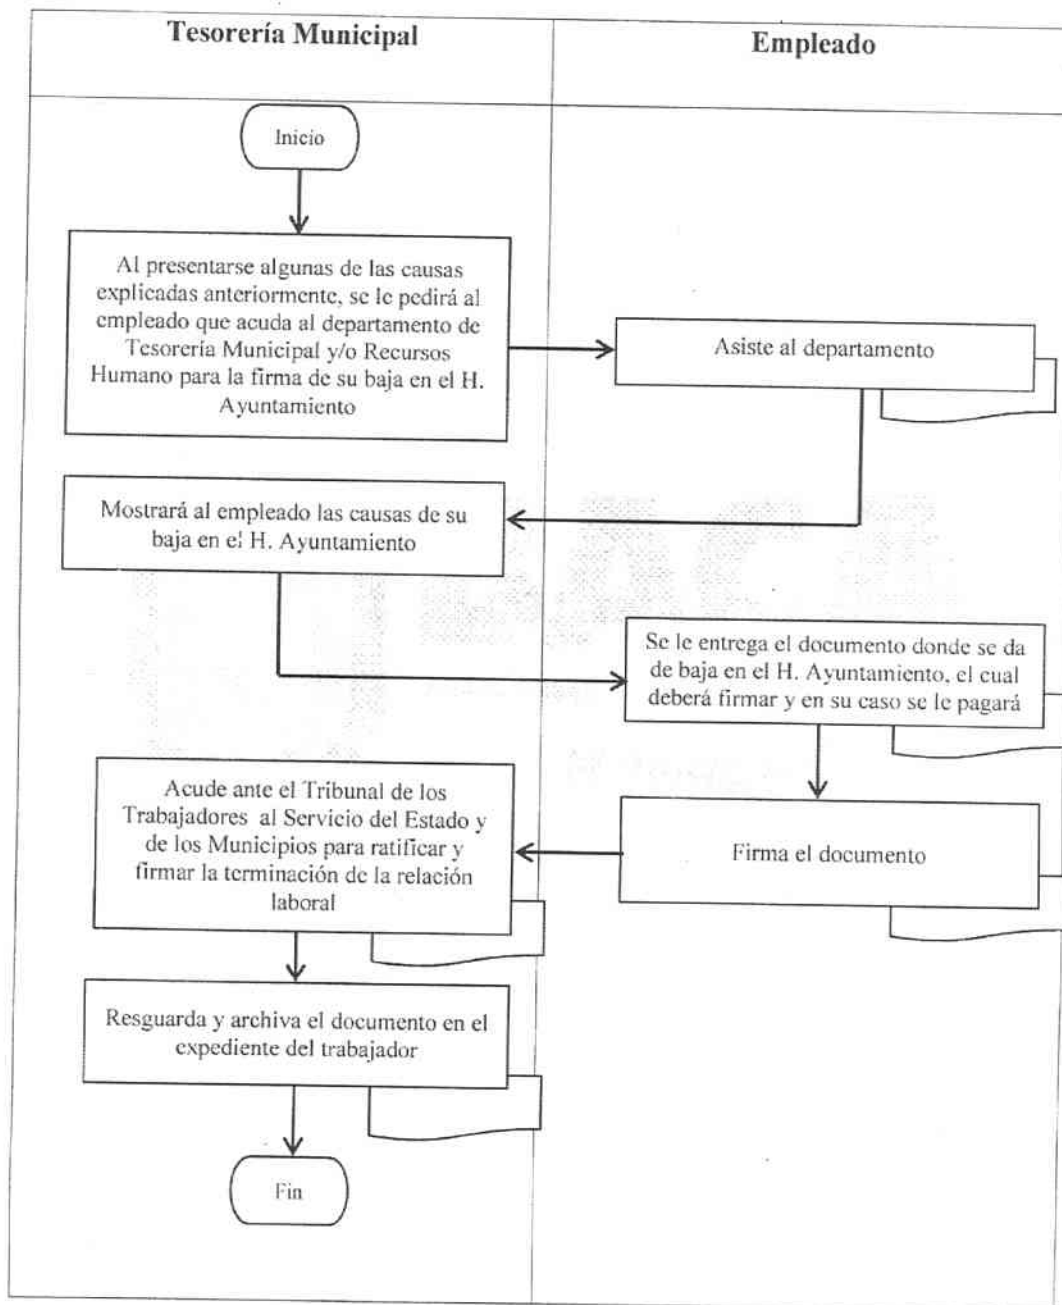 Tesorería Municipal
Empleado
Inicio
Al presentarse algunas de las causas
explicadas anteriormente, se le pedirá al
empleado que acuda al departamento de
Tesorería Municipal y/o Recursos
Humano para la firma de su baja en el H.
Ayuntamiento
Asiste al departamento
Mostrará al empleado las causas de su
baja en el H. Ayuntamiento
Se le entrega el documento donde se da
de baja en el H. Ayuntamiento, el cual
deberá firmar y en su caso se le pagará
Firma el documento
Acude ante el Tribunal de los
Trabajadores al Servicio del Estado y
de los Municipios para ratificar y
firmar la terminación de la relación
laboral
Resguarda y archiva el documento en el
expediente del trabajador
Fin